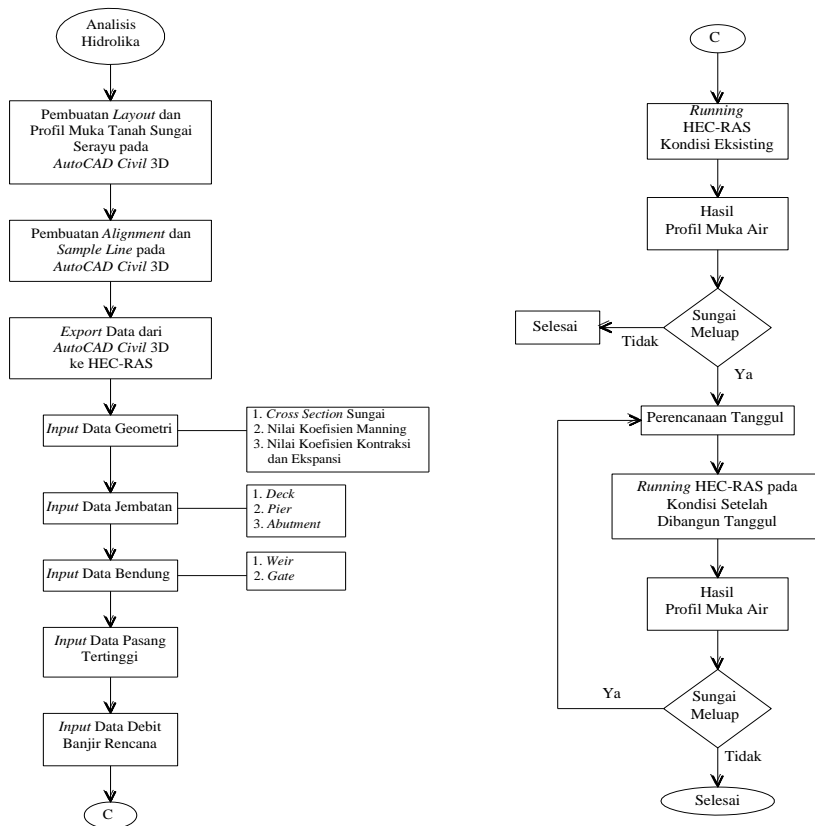 Analisis
Hidrolika
Pembuatan Layout dan
Profil Muka Tanah Sungai
Serayu pada
AutoCAD Civil 3D
Pembuatan Alignment dan
Sample Line pada
AutoCAD Civil 3D
Export Data dari
AutoCAD Civil 3D
ke HEC-RAS
Input Data Geometri
1. Cross Section Sungai
2. Nilai Koefisien Manning
3. Nilai Koefisien Kontraksi
dan Ekspansi
Input Data Jembatan
1. Deck
2. Pier
3. Abutment
Input Data Bendung
1. Weir
2. Gate
Input Data Pasang
Tertinggi
Input Data Debit
Banjir Rencana
C
C
Running
HEC-RAS
Kondisi Eksisting
Hasil
Profil Muka Air
Sungai
Meluap
Selesai
Tidak
Ya
Perencanaan Tanggul
Running HEC-RAS pada
Kondisi Setelah
Dibangun Tanggul
Hasil
Profil Muka Air
Ya
Sungai
Meluap
Tidak
Selesai